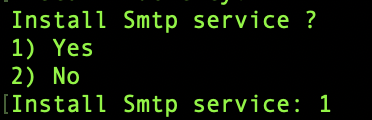 Install Smtp service ?
1) Yes
2) No
[Install Smtp service: 1